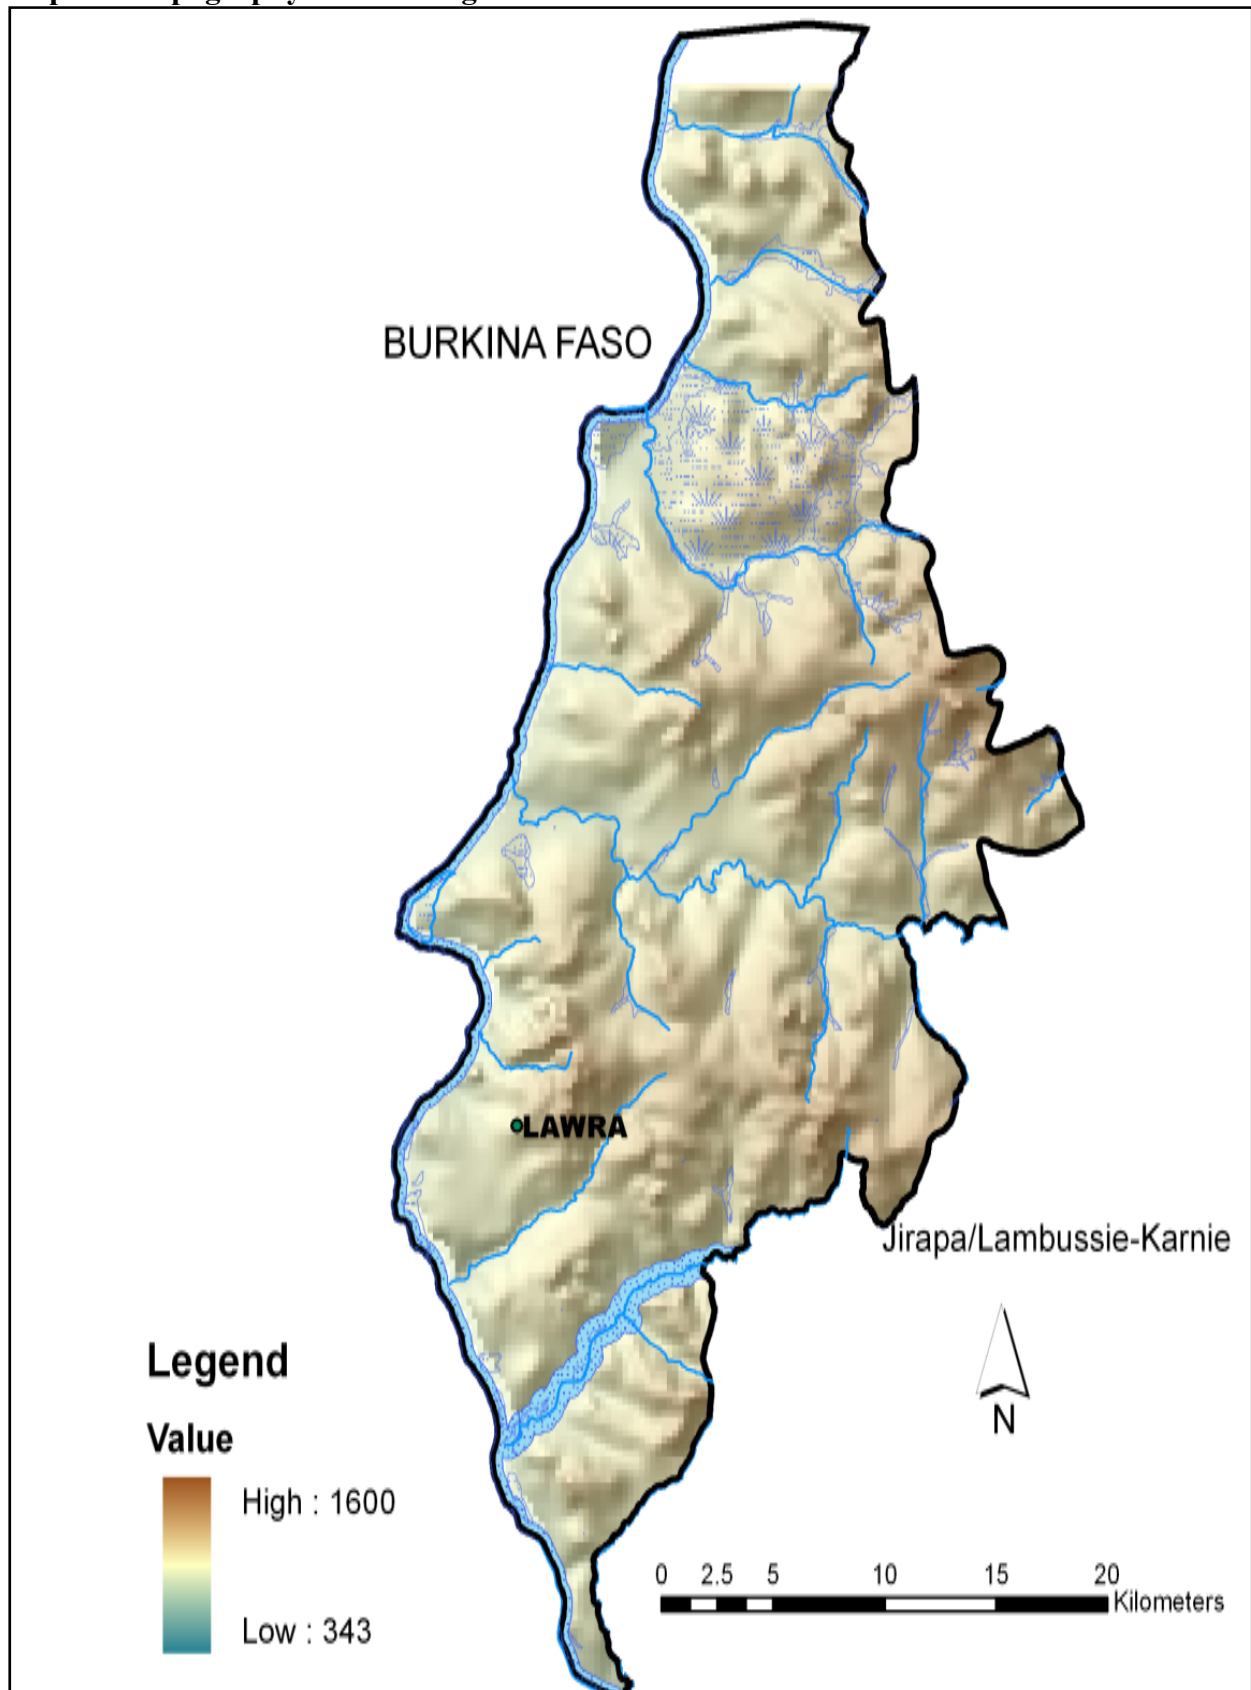 BURKINA FASO
LAWRA
Jirapa/Lambussie-Karnie
N
Legend
Value
High : 1600
Low : 343
0 2.5 5 10 15 20
Kilometers